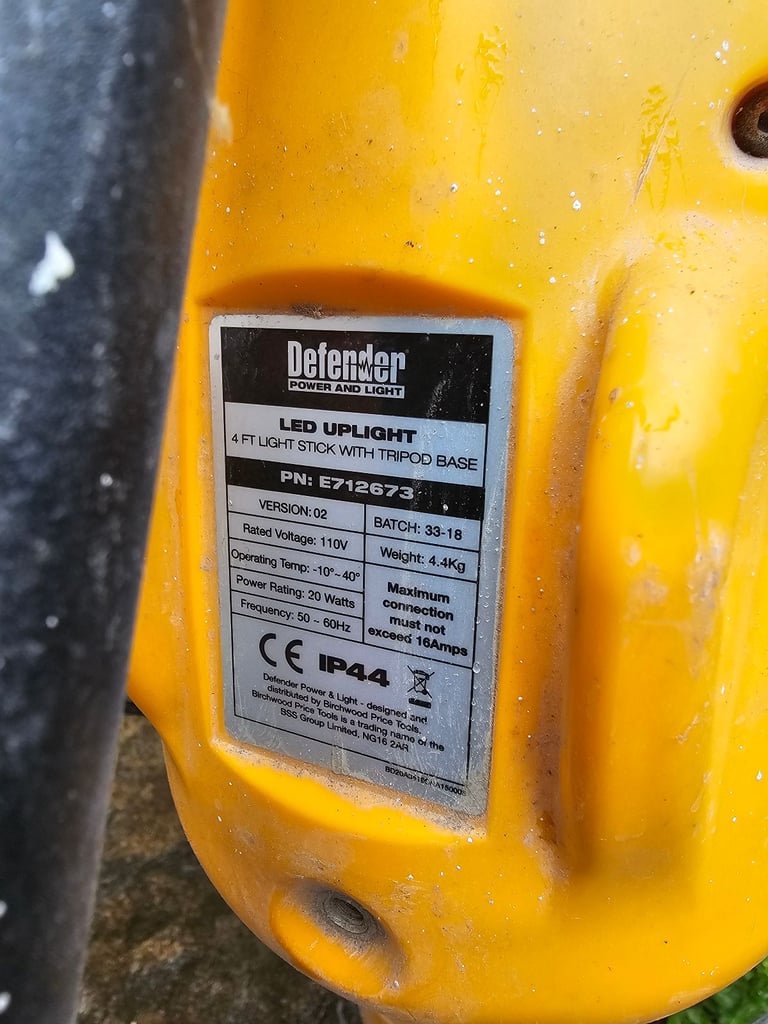 Defender
POWER AND LIGHT
LED UPLIGHT
4 FT LIGHT STICK WITH TRIPOD BASE
PN: E712673
VERSION: 02
BATCH: 33-18
Rated Voltage: 110V
Weight: 4.4Kg
Operating Temp: -10°~40°
Power Rating: 20 Watts
Frequency: 50 ~ 60Hz
Maximum
connection
must not
exceed 16Amps
CE IP44
Defender Power & Light - designed and
distributed by Birchwood Price Tools.
Birchwood Price Tools is a trading name of the
BSS Group Limited, NG16 2AR